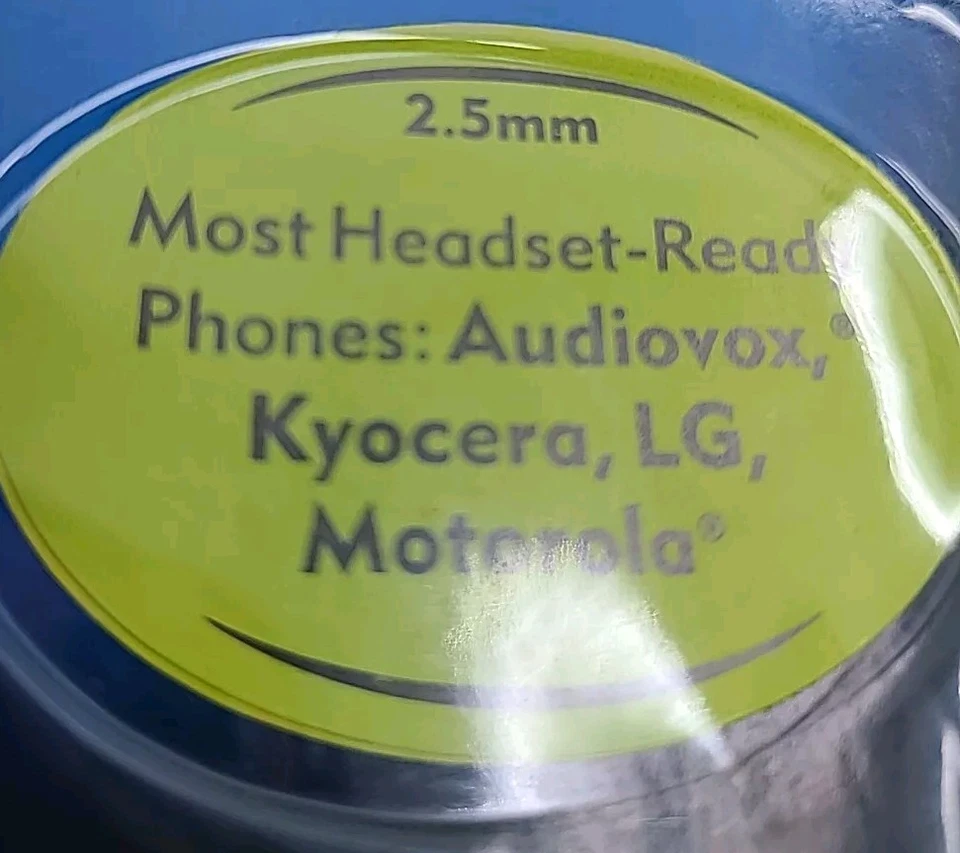 2.5mm
Most Headset-Ready
Phones: Audiovox,®
Kyocera, LG,
Motorola®